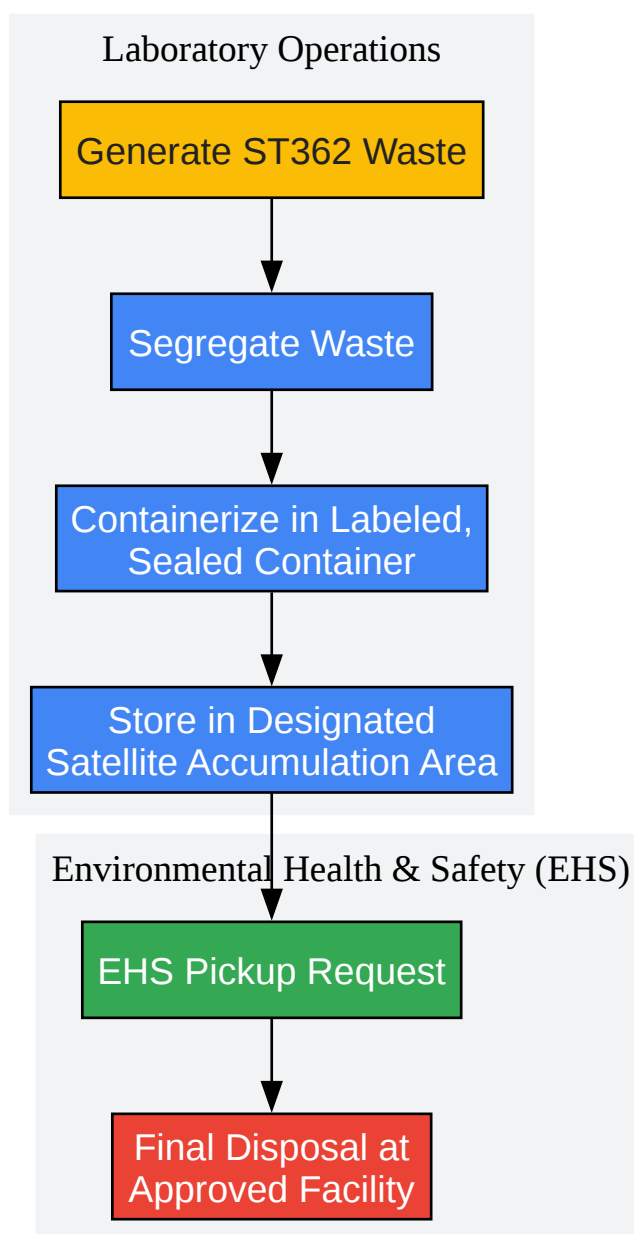 Laboratory Operations
Generate ST362 Waste
Segregate Waste
Containerize in Labeled,
Sealed Container
Store in Designated
Satellite Accumulation Area
Environmental Health & Safety (EHS)
EHS Pickup Request
Final Disposal at
Approved Facility